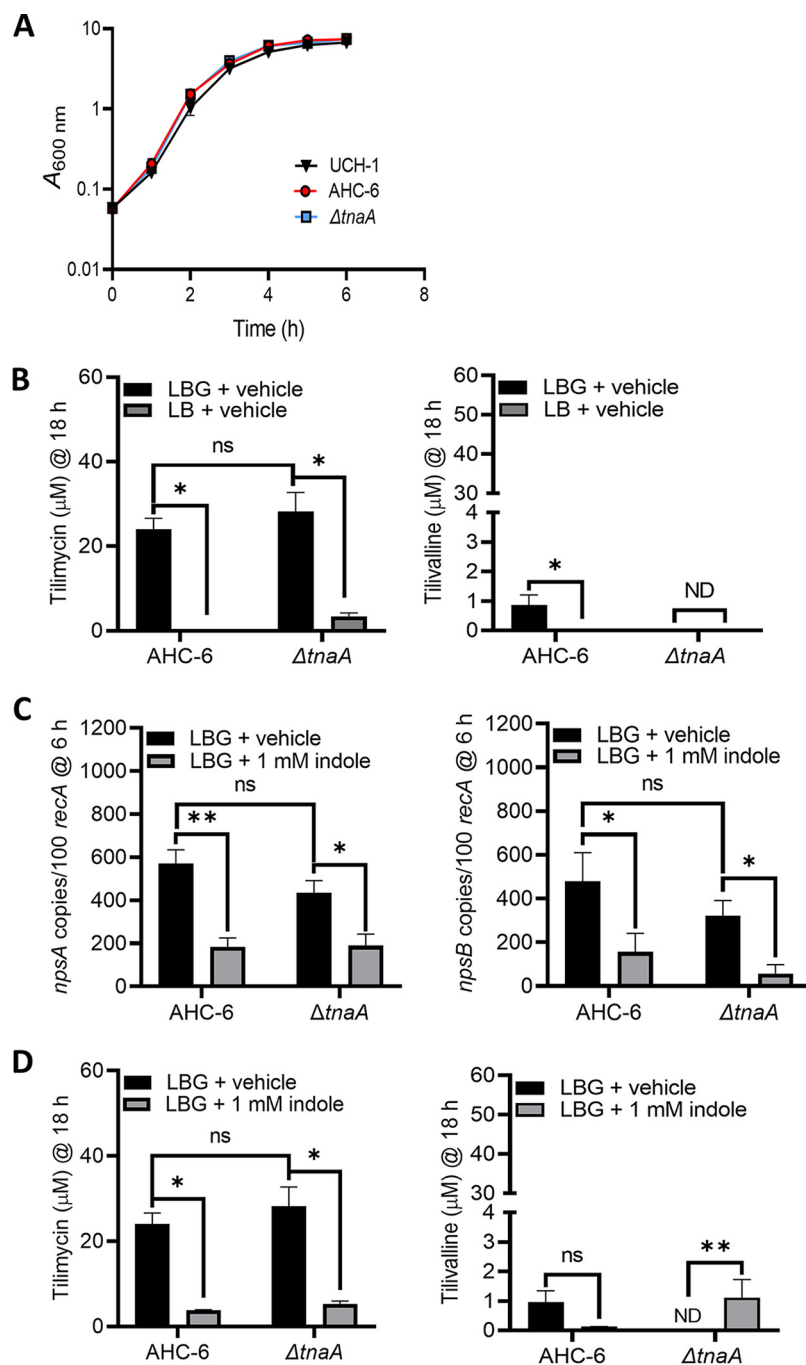 A
A600 nm
10
1
0.1
0.01
UCH-1
AHC-6
ΔtnaA
0 2 4 6 8
Time (h)
B
Tilimycin (μM) @ 18 h
60
40
20
0
LBG + vehicle
LB + vehicle
ns
*
*
AHC-6 ΔtnaA
Tilivalline (μM) @ 18 h
60
50
40
30
4
3
2
1
0
LBG + vehicle
LB + vehicle
*
ND
AHC-6 ΔtnaA
C
npsA copies/100 recA @ 6 h
1200
1000
800
600
400
200
0
LBG + vehicle
LBG + 1 mM indole
ns
**
*
AHC-6 ΔtnaA
npsB copies/100 recA @ 6 h
1200
1000
800
600
400
200
0
LBG + vehicle
LBG + 1 mM indole
ns
*
*
AHC-6 ΔtnaA
D
Tilimycin (μM) @ 18 h
60
40
20
0
LBG + vehicle
LBG + 1 mM indole
ns
*
*
AHC-6 ΔtnaA
Tilivalline (μM) @ 18 h
60
50
40
30
4
3
2
1
0
LBG + vehicle
LBG + 1 mM indole
ns
**
ND
AHC-6 ΔtnaA